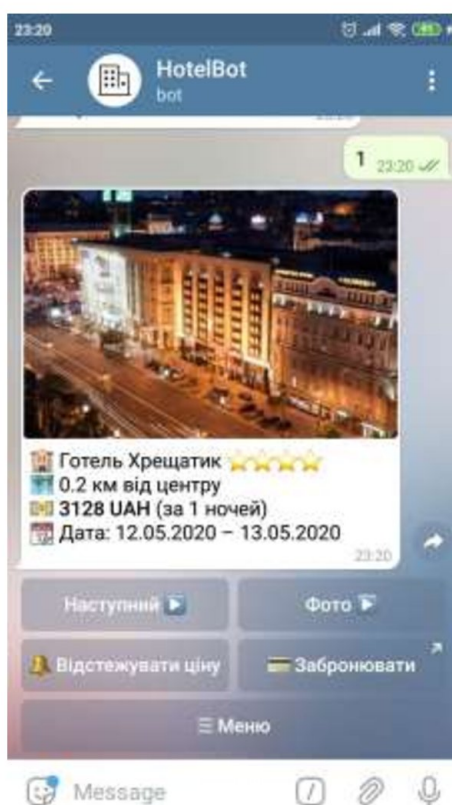 23:20
HotelBot
bot
1 23:20
Готель Хрещатик
0.2 км від центру
3128 UAH (за 1 ночей)
Дата: 12.05.2020 – 13.05.2020
23:20
Наступний
Фото
Відстежувати ціну
Забронювати
Меню
Message